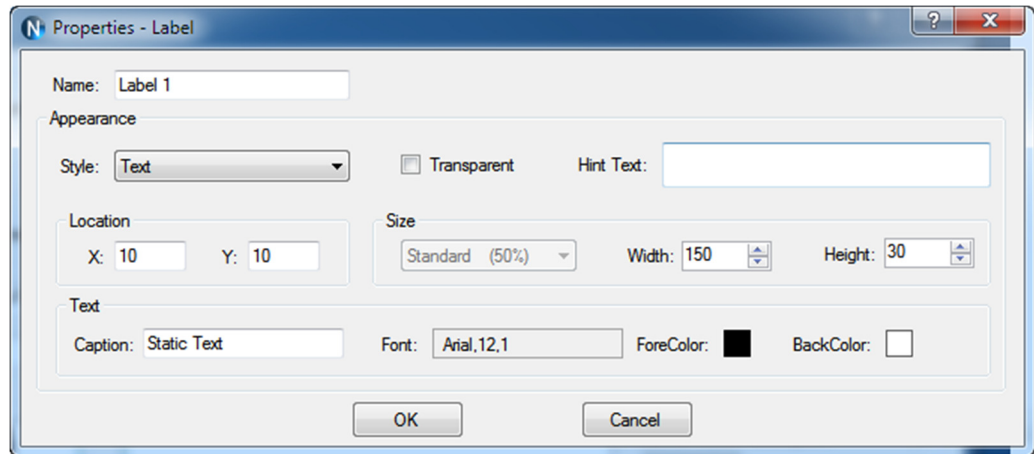 N Properties - Label ? X
Name: Label 1
Appearance
Style: Text Transparent Hint Text:
Location Size
X: 10 Y: 10 Standard (50%) Width: 150 Height: 30
Text
Caption: Static Text Font: Arial,12,1 ForeColor: BackColor:
OK Cancel